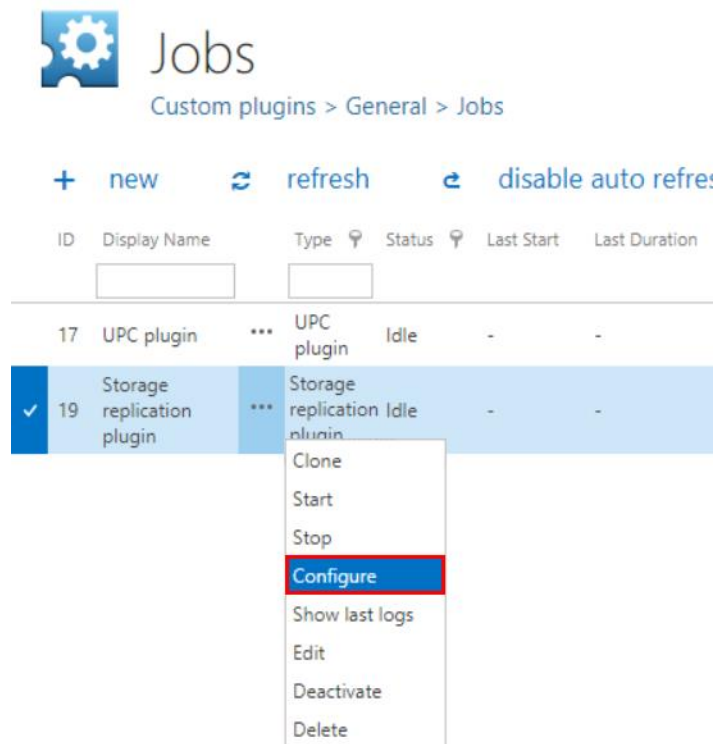 Jobs
Custom plugins > General > Jobs
+ new refresh disable auto refres
ID Display Name Type Status Last Start Last Duration
17 UPC plugin ... UPC plugin Idle - -
19 Storage replication plugin ... Storage replication plugin Idle - -
Clone
Start
Stop
Configure
Show last logs
Edit
Deactivate
Delete